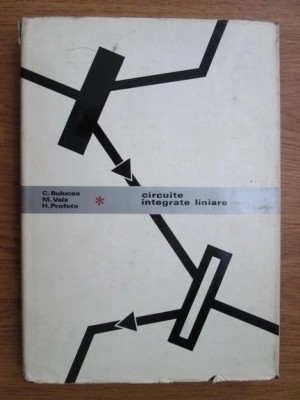 C. Bulucea
M. Vais
H. Profeta
*
circuite
integrate liniare